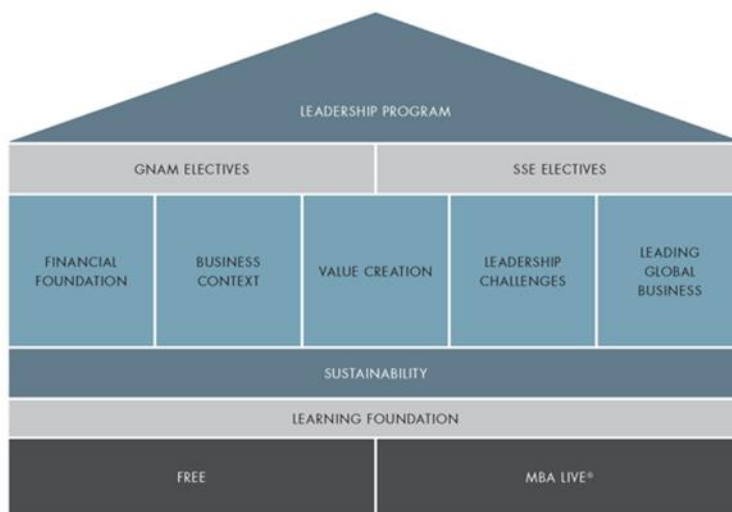 LEADERSHIP PROGRAM
GNAM ELECTIVES
SSE ELECTIVES
FINANCIAL
FOUNDATION
BUSINESS
CONTEXT
VALUE CREATION
LEADERSHIP
CHALLENGES
LEADING
GLOBAL
BUSINESS
SUSTAINABILITY
LEARNING FOUNDATION
FREE
MBA LIVE®